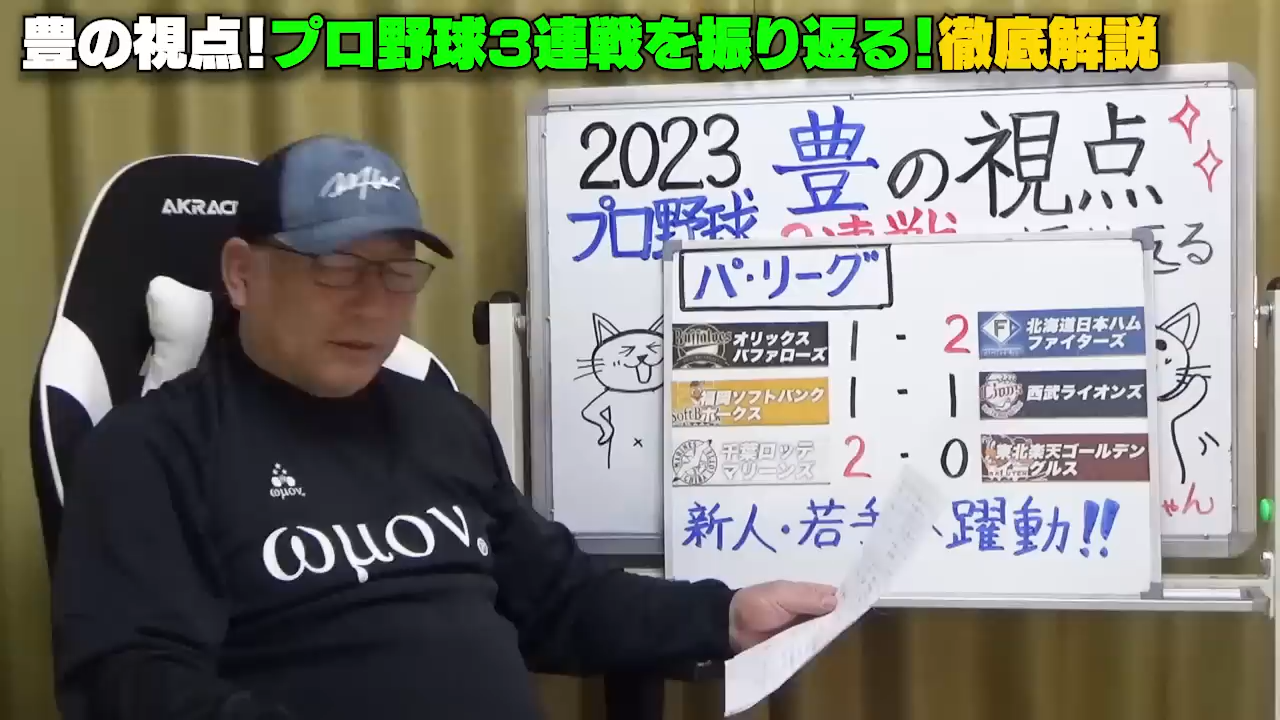 豊の視点!プロ野球3連戦を振り返る!徹底解説
AKRACI
2023 豊の視点
プロ野球
返る
パ・リーグ
Buffaloes オリックス バファローズ 1 - 2 F 北海道日本ハム ファイターズ
福岡ソフトバンク ホークス 1 - 1 Lions 西武ライオンズ
千葉ロッテ マリーンズ 2 - 0 東北楽天ゴールデン イーグルス
新人・若手 躍動!!
ゃん
ωμον.
ωμον.®